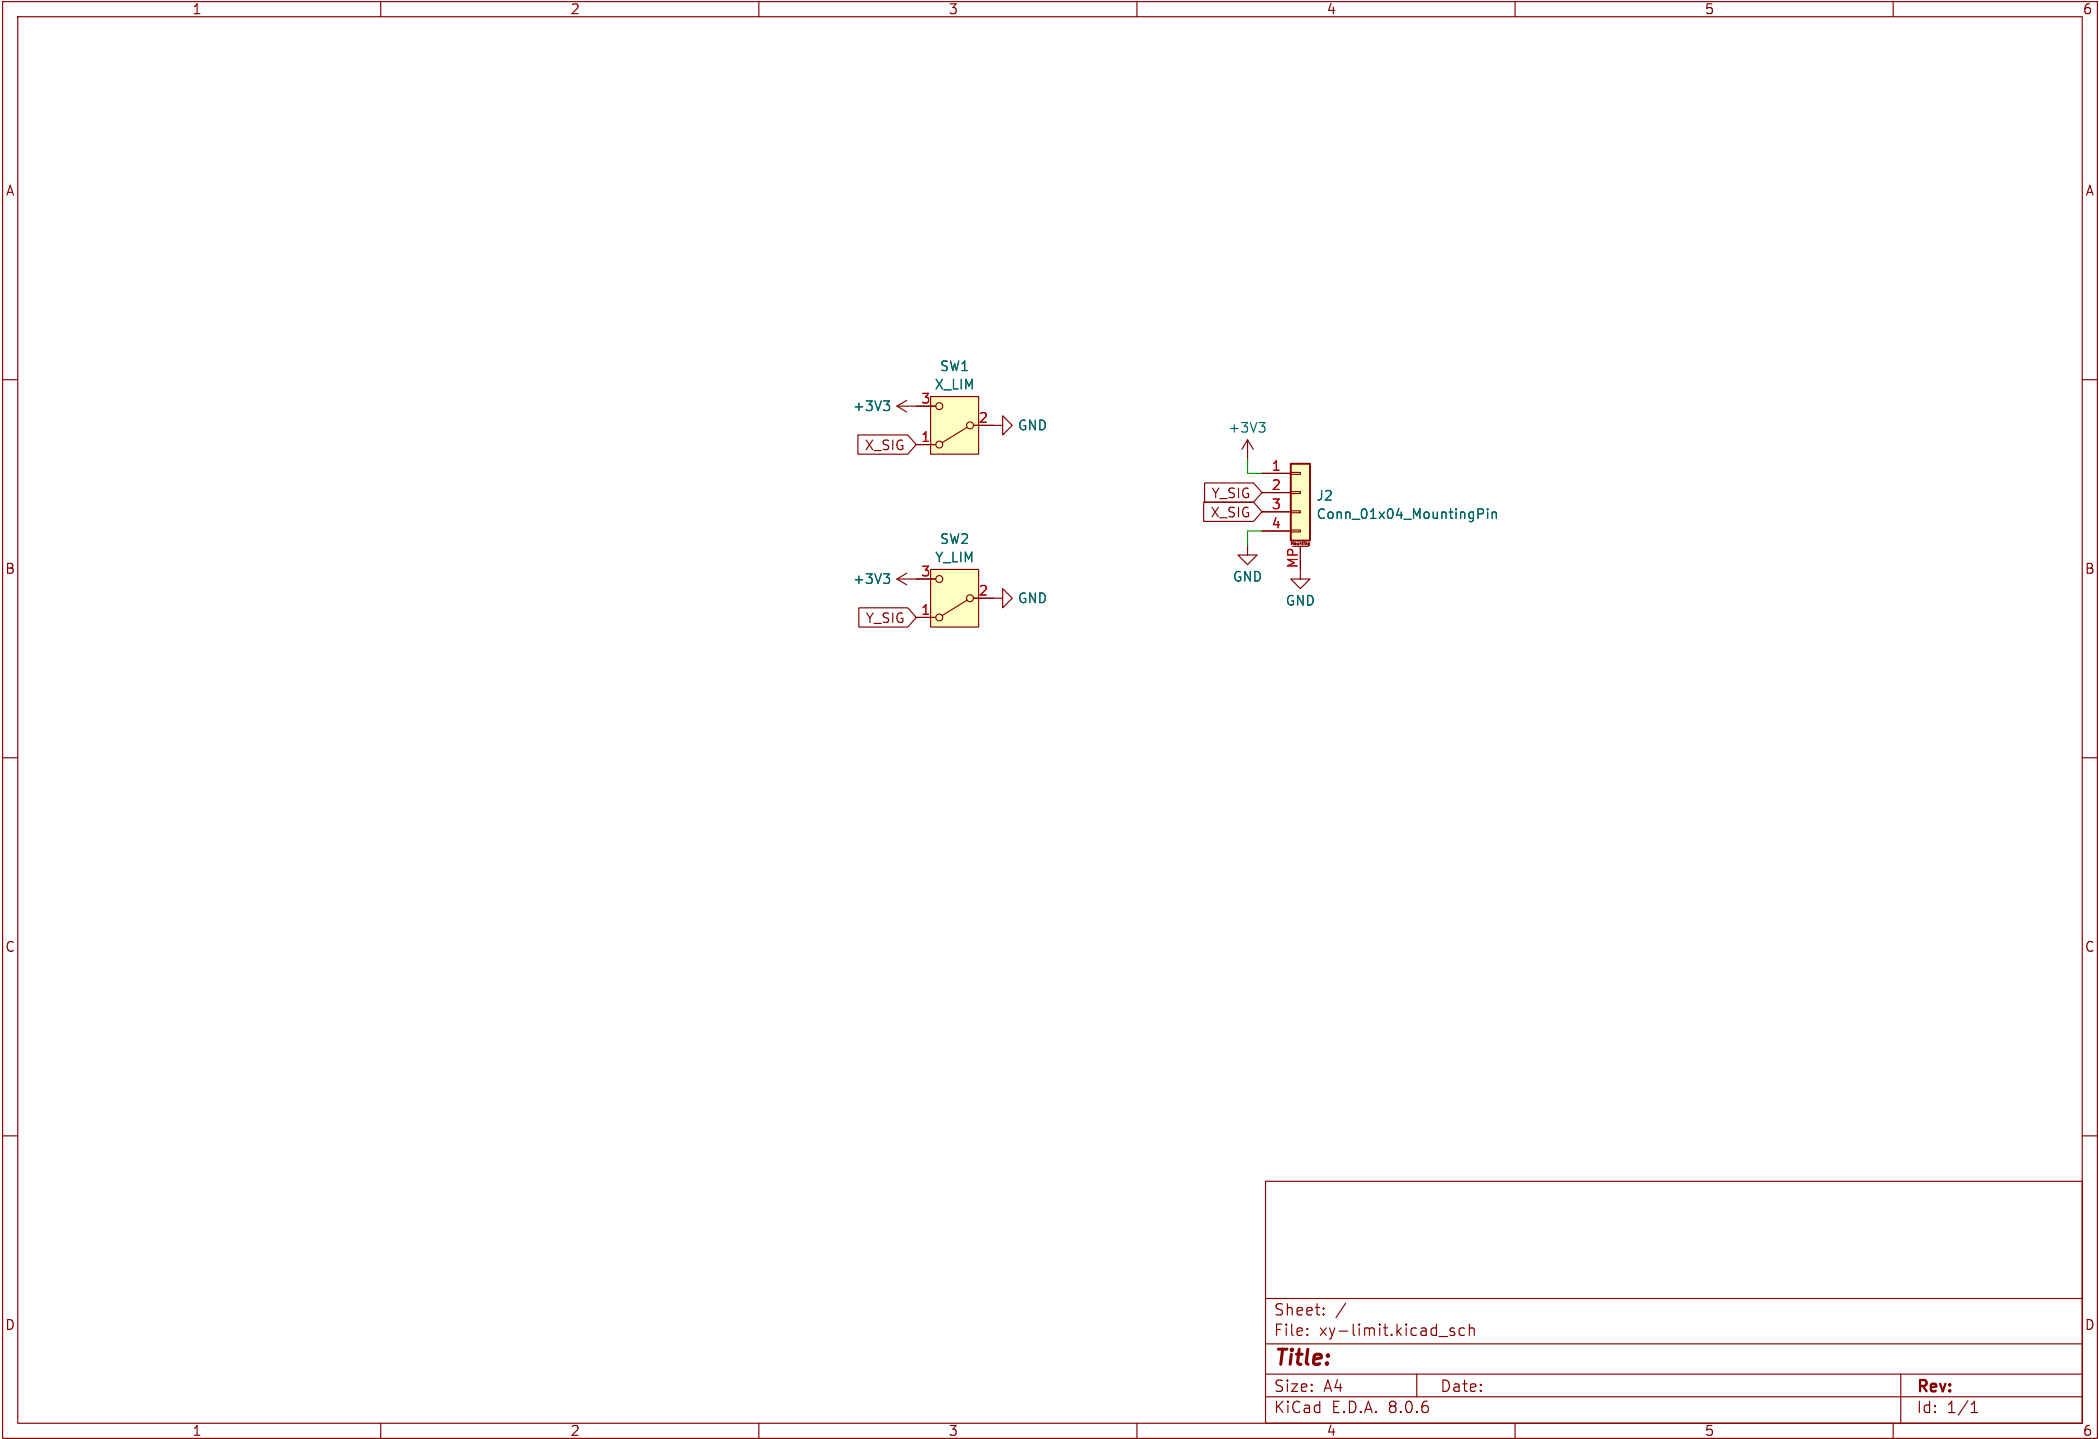 1 2 3 4 5 6
A A
SW1
X_LIM
+3V3 3
2 GND
X_SIG 1
+3V3
1
Y_SIG 2
X_SIG 3
4
J2
Conn_01x04_MountingPin
MP
GND
GND
SW2
Y_LIM
+3V3 3
2 GND
Y_SIG 1
B B
C C
D D
Sheet: /
File: xy-limit.kicad_sch
Title:
Size: A4 Date: Rev:
KiCad E.D.A. 8.0.6 Id: 1/1
1 2 3 4 5 6